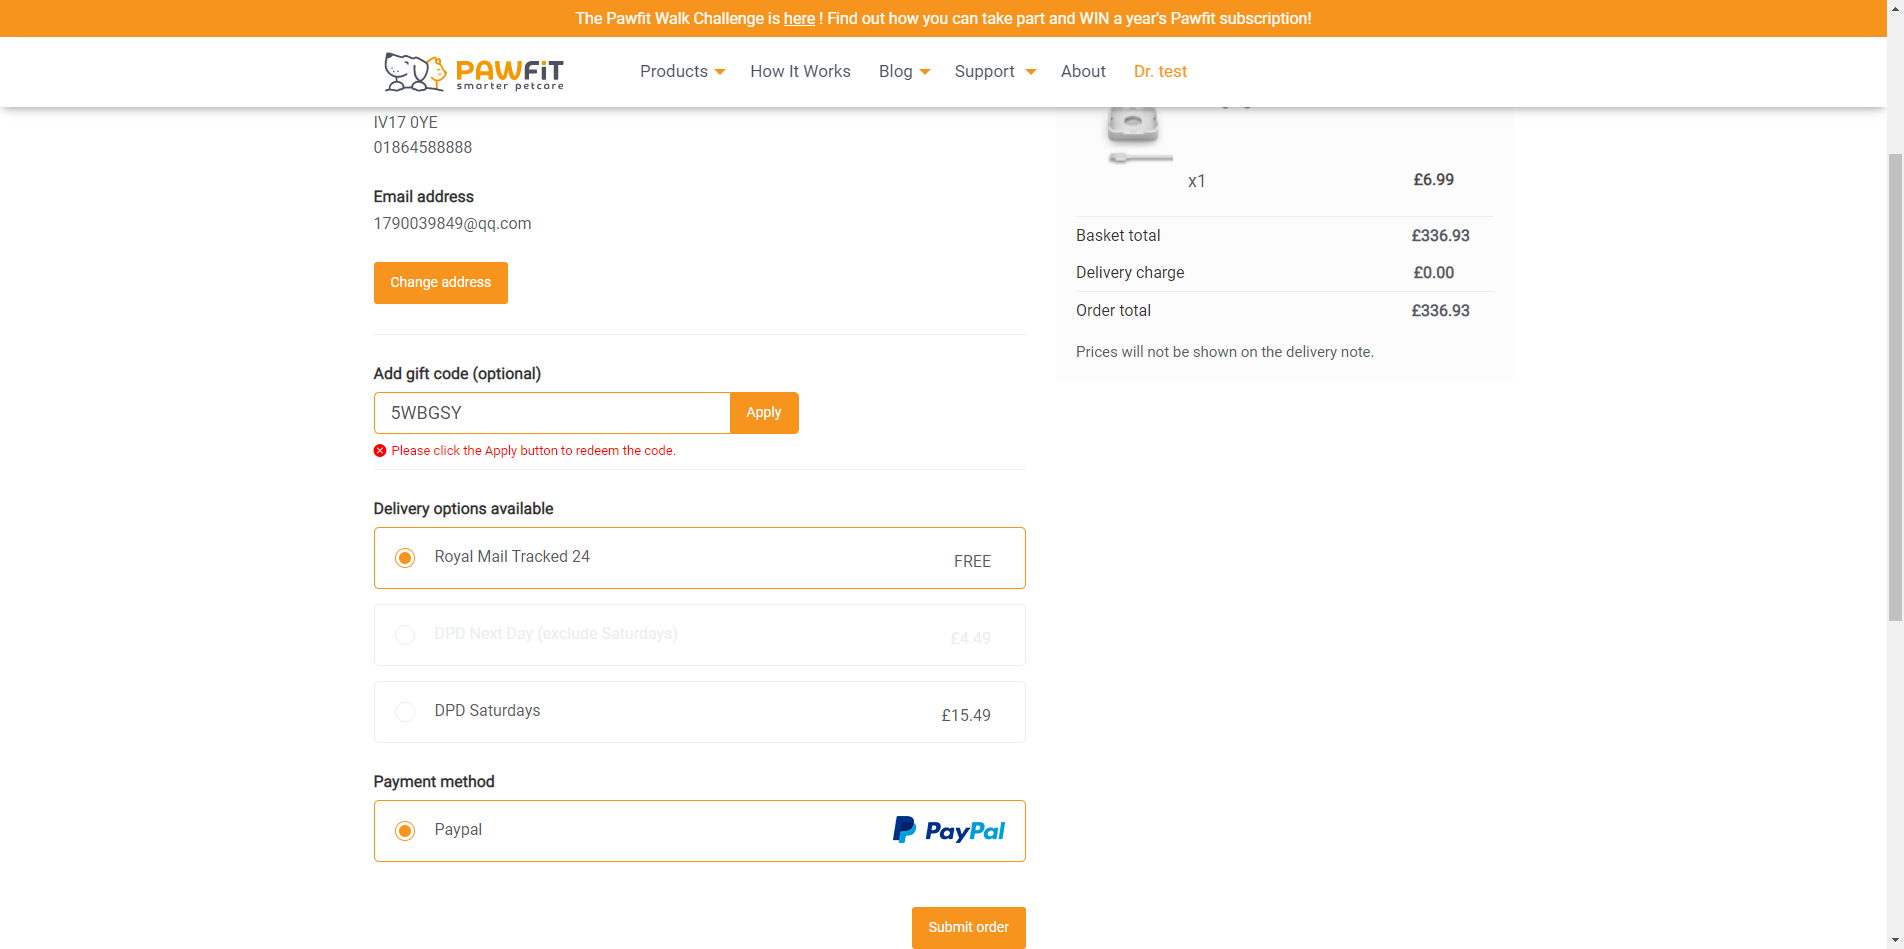 The Pawfit Walk Challenge is here ! Find out how you can take part and WIN a year's Pawfit subscription!
PAWFiT
smarter petcare
Products
How It Works
Blog
Support
About
Dr. test
IV17 0YE
01864588888
Email address
1790039849@qq.com
Change address
x1
£6.99
Basket total
£336.93
Delivery charge
£0.00
Order total
£336.93
Prices will not be shown on the delivery note.
Add gift code (optional)
5WBGSY
Apply
Please click the Apply button to redeem the code.
Delivery options available
Royal Mail Tracked 24
FREE
DPD Next Day (exclude Saturdays)
£4.49
DPD Saturdays
£15.49
Payment method
Paypal
PayPal
Submit order